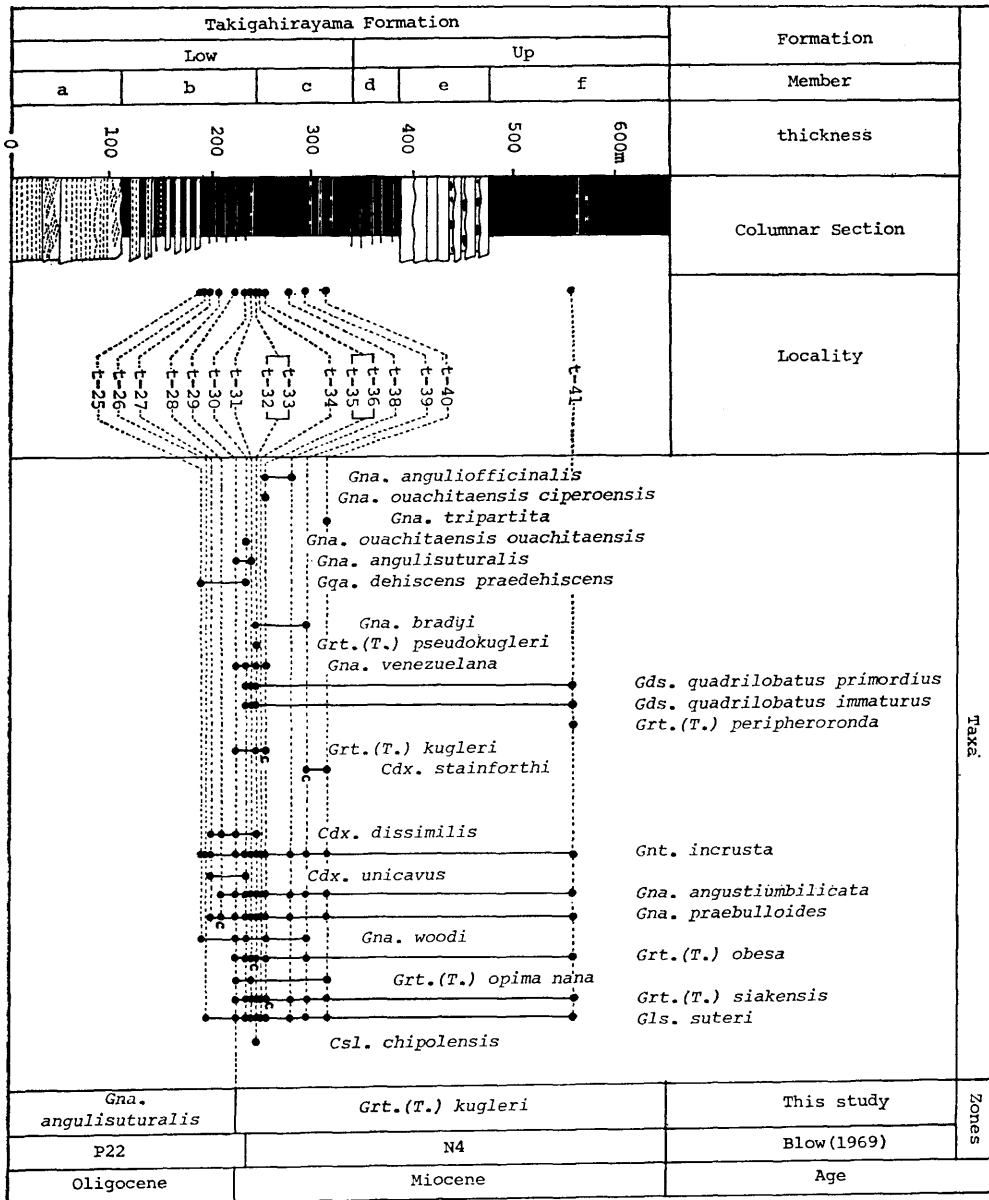 Takigahirayama Formation
Formation
Low
Up
a
b
c
d
e
f
Member
0
100
200
300
400
500
600m
thickness
Columnar Section
Locality
t-25
t-26
t-27
t-28
t-29
t-30
t-31
t-32
t-33
t-34
t-35
t-36
t-38
t-39
t-40
t-41
Gna. anguliofficinalis
Gna. ouachitaensis ciperoensis
Gna. tripartita
Gna. ouachitaensis ouachitaensis
Gna. angulisuturalis
Gqa. dehiscens praedehiscens
Gna. bradyi
Grt.(T.) pseudokugleri
Gna. venezuelana
Gds. quadrilobatus primordius
Gds. quadrilobatus immaturus
Grt.(T.) peripheroronda
Grt.(T.) kugleri
c
Cdx. stainforthi
c
Cdx. dissimilis
Gnt. incrusta
Cdx. unicavus
Gna. angustiumbilicata
Gna. praebulloides
c
Gna. woodi
Grt.(T.) obesa
c
Grt.(T.) opima nana
Grt.(T.) siakensis
c
Gls. suteri
Csl. chipolensis
Taxa
Gna.
angulisuturalis
Grt.(T.) kugleri
This study
P22
N4
Blow(1969)
Zones
Oligocene
Miocene
Age